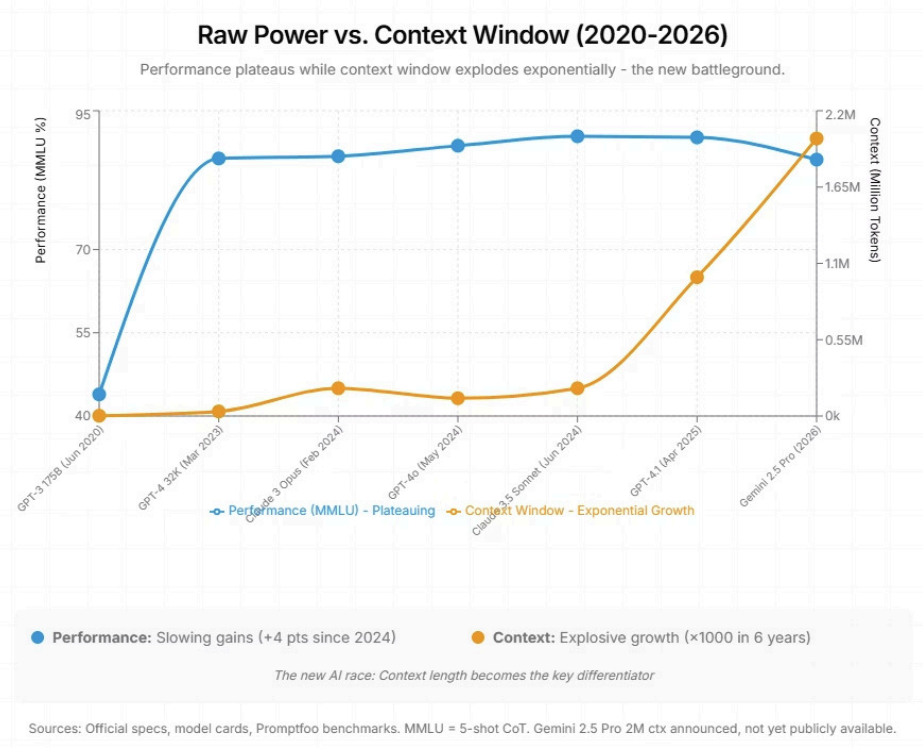 Raw Power vs. Context Window (2020-2026)
Performance plateaus while context window explodes exponentially - the new battleground.
Performance (MMLU %)
95
70
55
40
2.2M
1.65M
1.1M
0.55M
0k
Context (Million Tokens)
GPT-3 175B (Jun 2020)
GPT-4 32K (Mar 2023)
Claude 3 Opus (Feb 2024)
GPT-4o (May 2024)
Claude 3.5 Sonnet (Jun 2024)
GPT-4.1 (Apr 2025)
Gemini 2.5 Pro (2026)
Performance (MMLU) - Plateauing
Context Window - Exponential Growth
Performance: Slowing gains (+4 pts since 2024)
Context: Explosive growth (×1000 in 6 years)
The new AI race: Context length becomes the key differentiator
Sources: Official specs, model cards, Promptfoo benchmarks. MMLU = 5-shot CoT. Gemini 2.5 Pro 2M ctx announced, not yet publicly available.